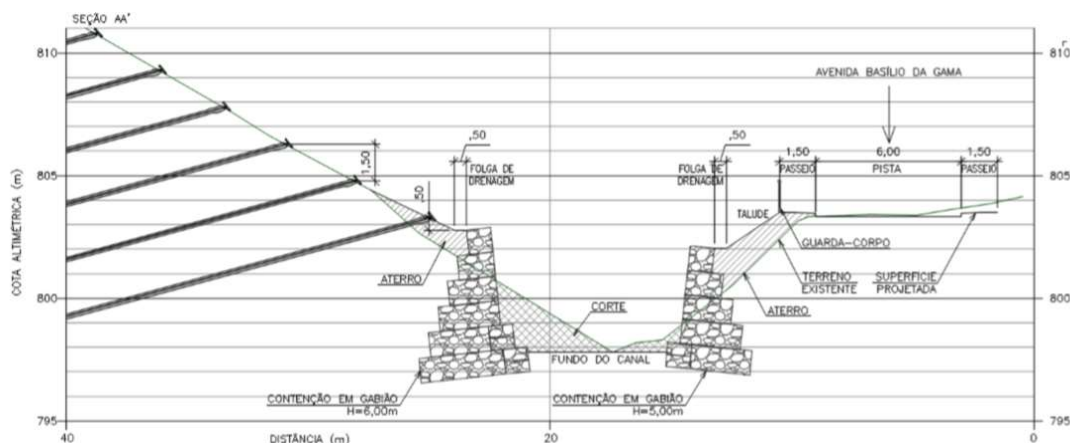 SEÇÃO AA'
810
805
800
795
COTA ALTIMÉTRICA (m)
40
DISTÂNCIA (m)
20
0
810
805
800
795
AVENIDA BASÍLIO DA GAMA
,50
FOLGA DE
DRENAGEM
1,50
,50
ATERRO
CORTE
FUNDO DO CANAL
CONTENÇÃO EM GABIÃO
H=6,00m
,50
FOLGA DE
DRENAGEM
1,50
6,00
1,50
PASSEIO
PISTA
PASSEIO
TALUDE
GUARDA-CORPO
TERRENO
EXISTENTE
SUPERFICIE
PROJETADA
ATERRO
CONTENÇÃO EM GABIÃO
H=5,00m